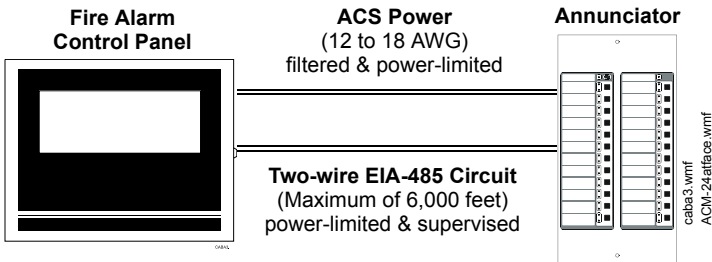 Fire Alarm
Control Panel
ACS Power
(12 to 18 AWG)
filtered & power-limited
Annunciator
Two-wire EIA-485 Circuit
(Maximum of 6,000 feet)
power-limited & supervised
caba3.wmf
ACM-24atface.wmf